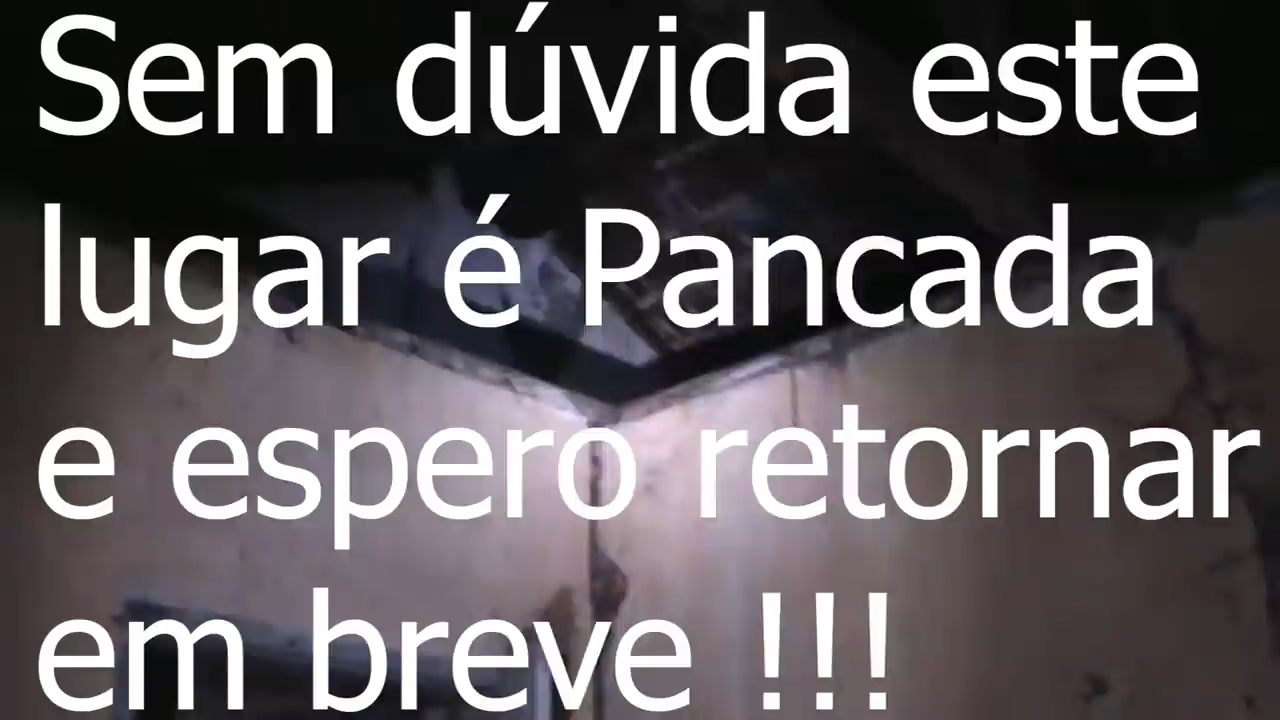 Sem dúvida este
lugar é Pancada
e espero retornar
em breve !!!